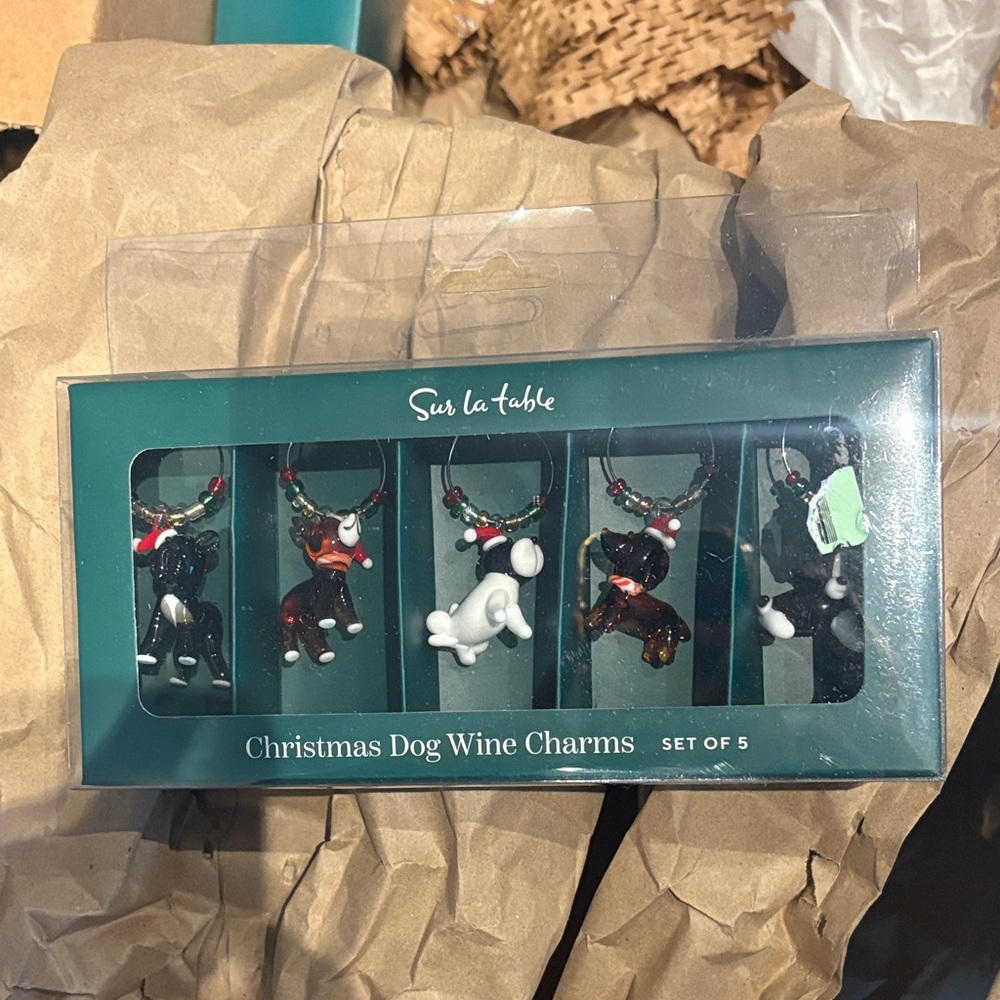 Sur la table
Christmas Dog Wine Charms SET OF 5